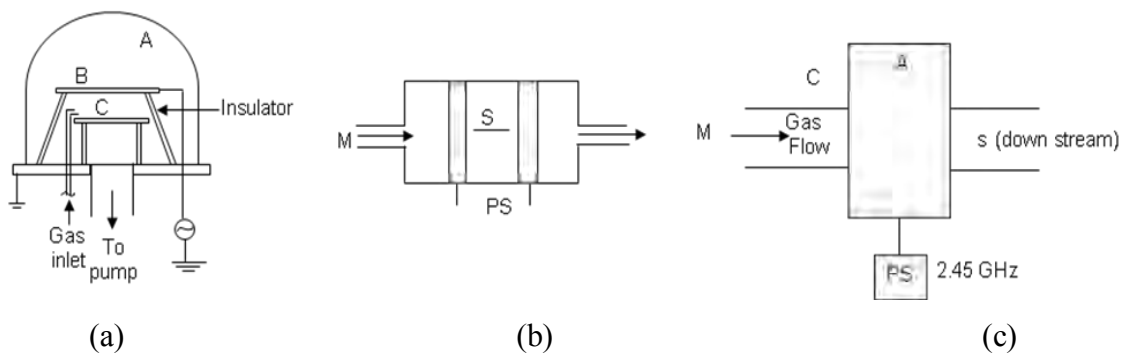 A
B
C
Insulator
Gas
inlet
To
pump
(a)
M
S
PS
(b)
C
M
Gas
Flow
s (down stream)
PS
2.45 GHz
(c)